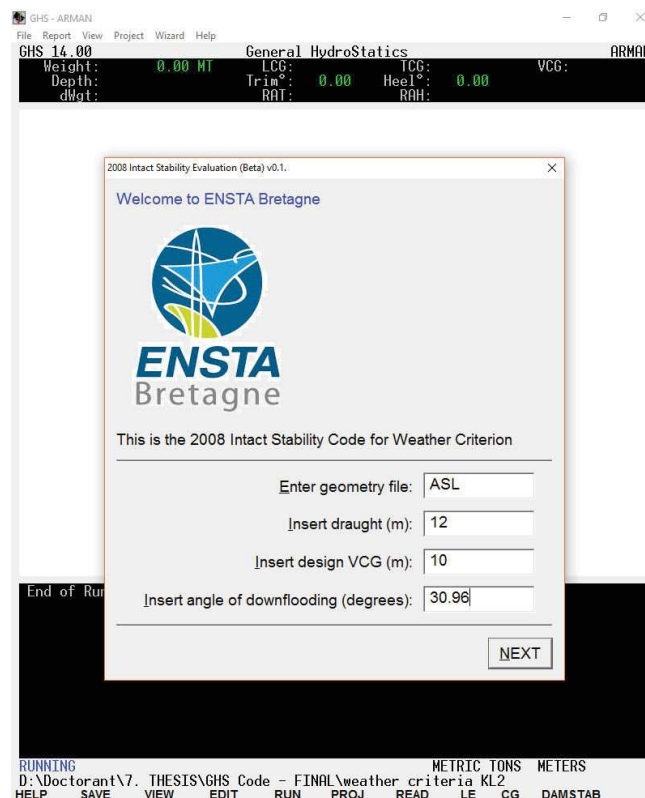 GHS - ARMAN
File Report View Project Wizard Help
GHS 14.00 General HydroStatics ARMAN
Weight: 0.00 MT LCG: TCG: VCG:
Depth: Trim°: 0.00 Heel°: 0.00
dWgt: RAT: RAH:
2008 Intact Stability Evaluation (Beta) v0.1.
Welcome to ENSTA Bretagne
ENSTA
Bretagne
This is the 2008 Intact Stability Code for Weather Criterion
Enter geometry file: ASL
Insert draught (m): 12
Insert design VCG (m): 10
End of Run
Insert angle of downflooding (degrees): 30.96
NEXT
RUNNING METRIC TONS METERS
D:\Doctorant\7. THESIS\GHS Code - FINAL\weather criteria KL2
HELP SAVE VIEW EDIT RUN PROJ READ LE CG DAMSTAB